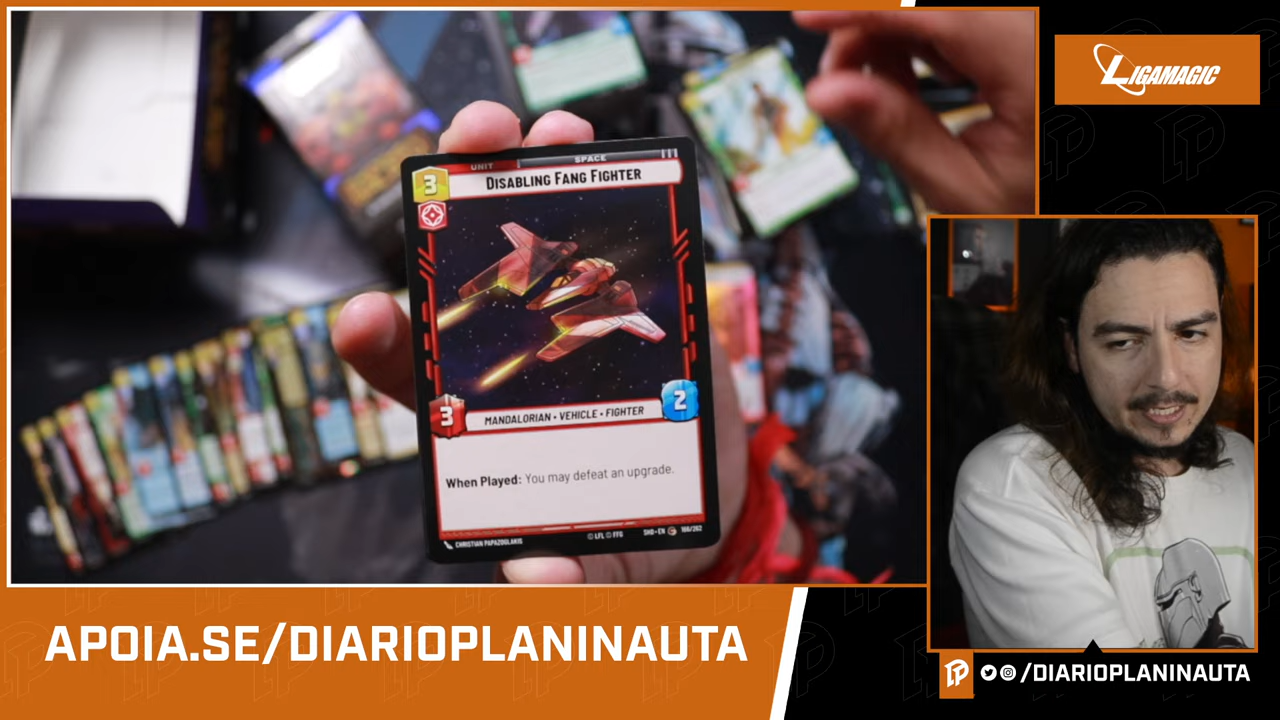 LIGAMAGIC
UNIT
SPACE
3
DISABLING FANG FIGHTER
3
MANDALORIAN • VEHICLE • FIGHTER
2
When Played: You may defeat an upgrade.
CHRISTIAN PAPAZOGLAKIS
© LFL © FFG
SHD • EN
APOIA.SE/DIARIOPLANINAUTA
/DIARIOPLANINAUTA